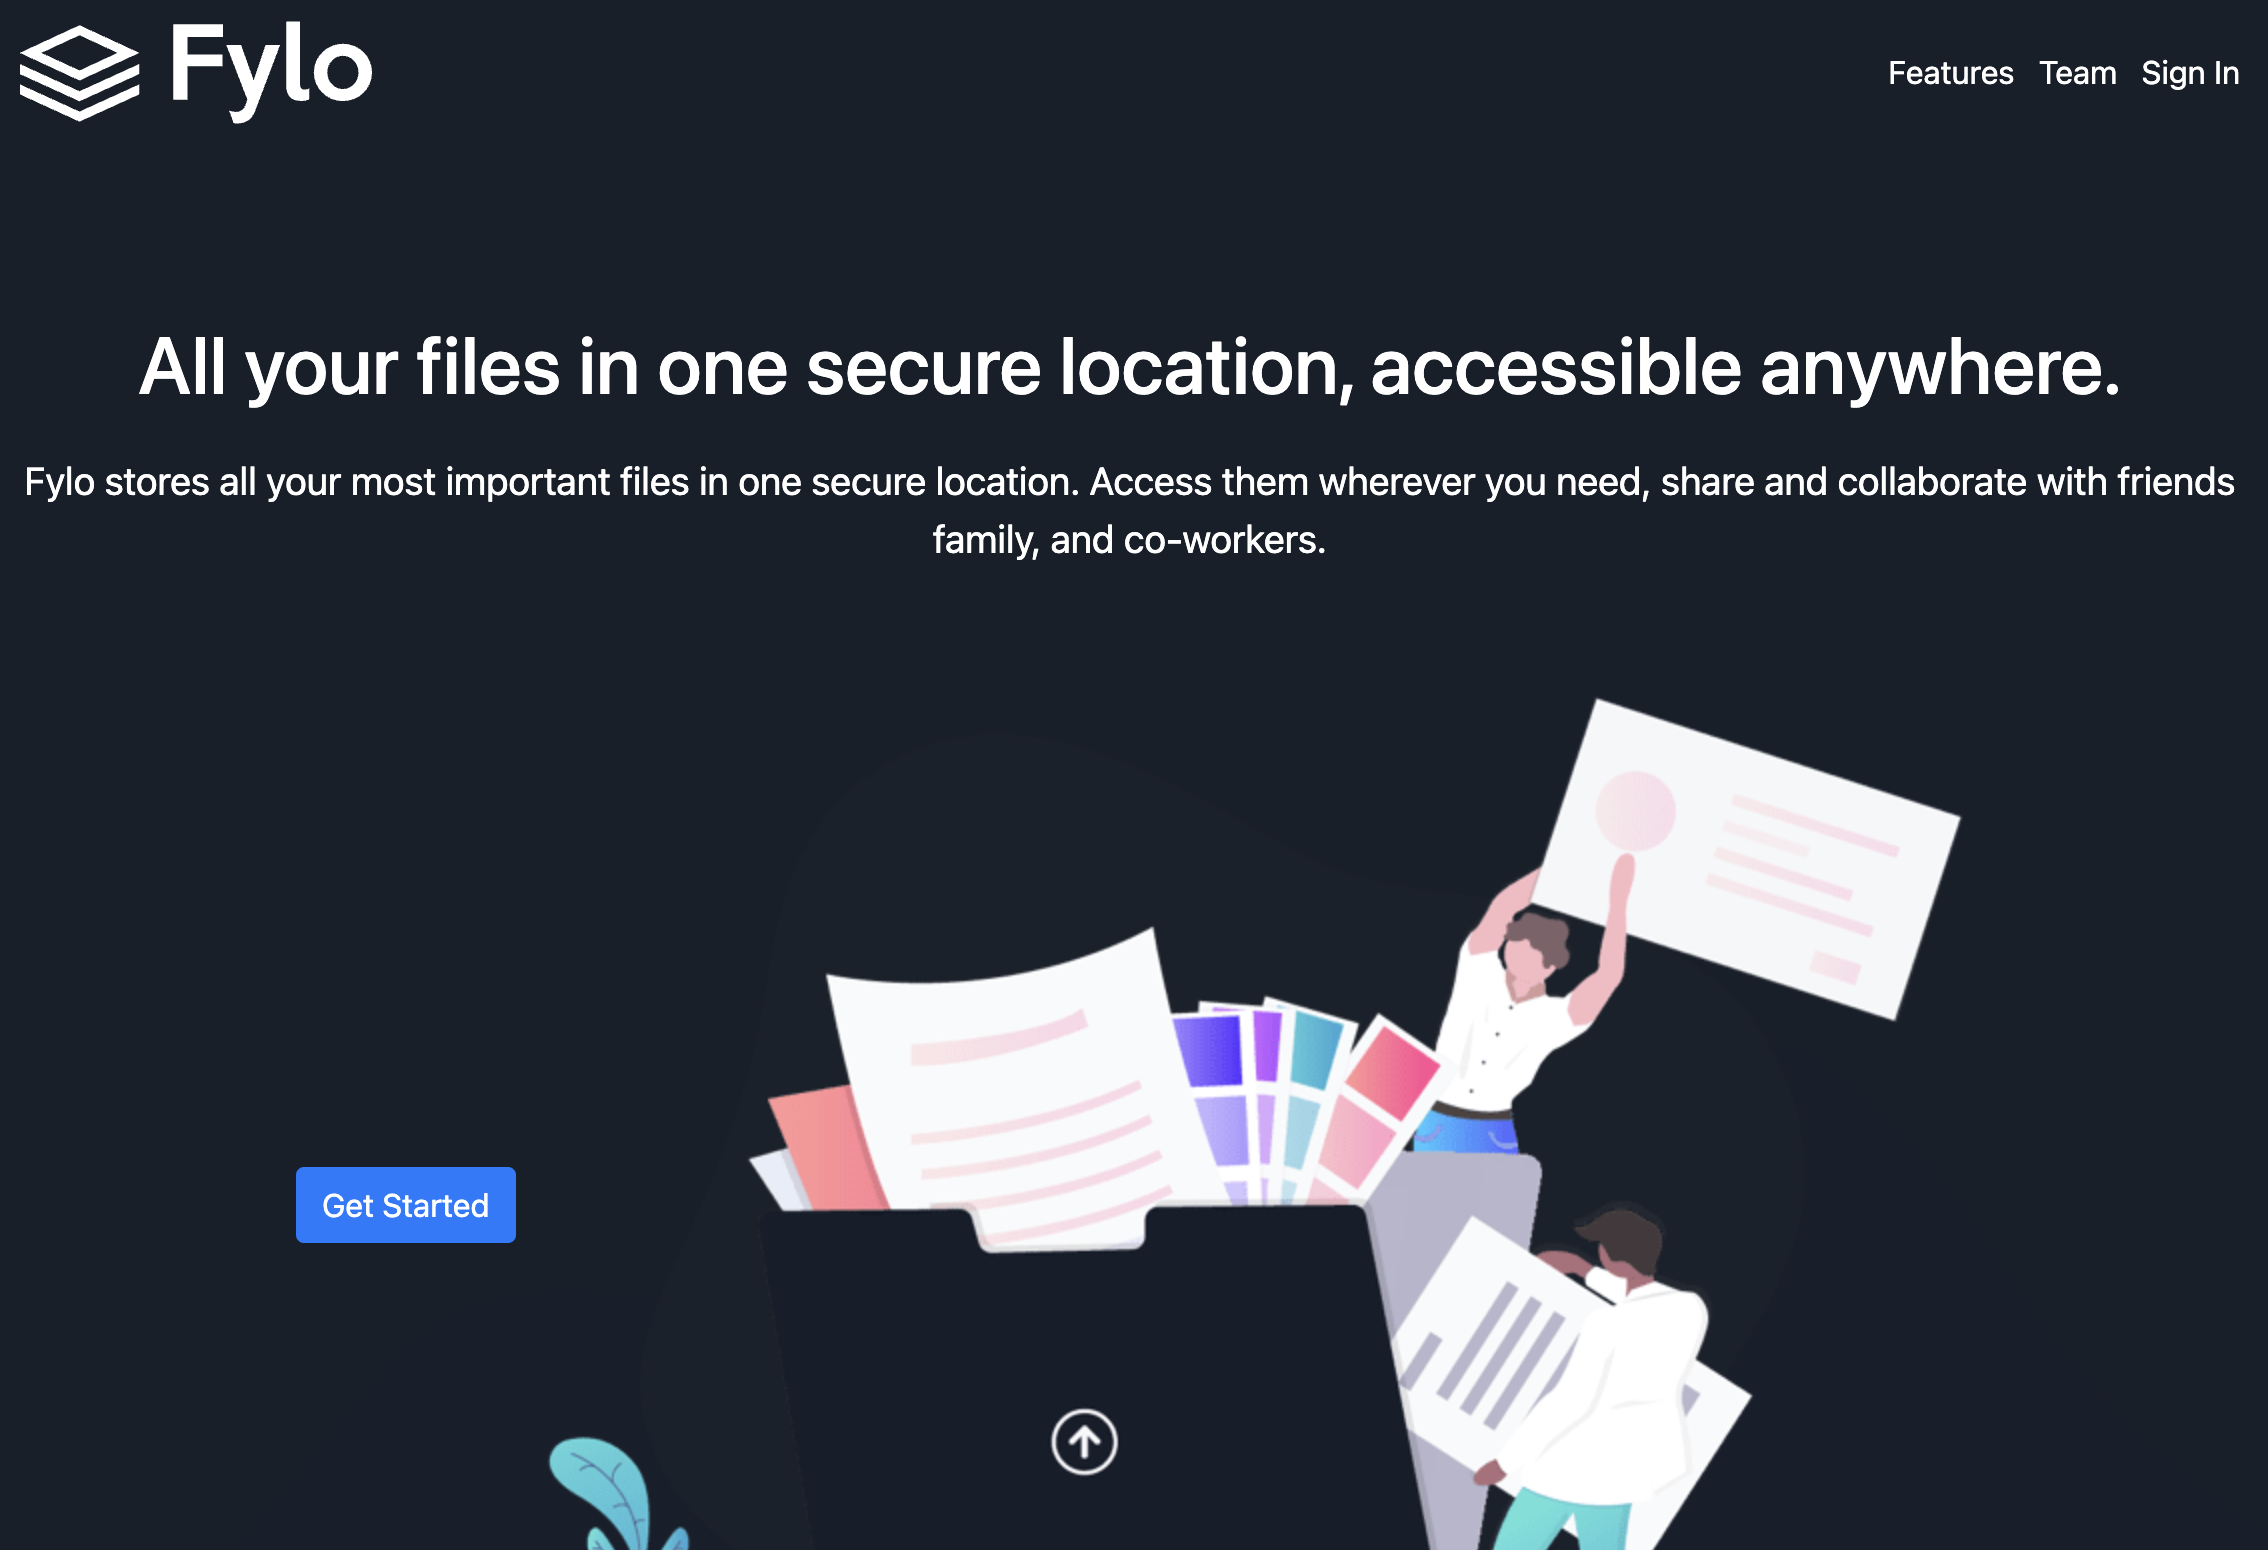 Fylo
Features Team Sign In
All your files in one secure location, accessible anywhere.
Fylo stores all your most important files in one secure location. Access them wherever you need, share and collaborate with friends
family, and co-workers.
Get Started